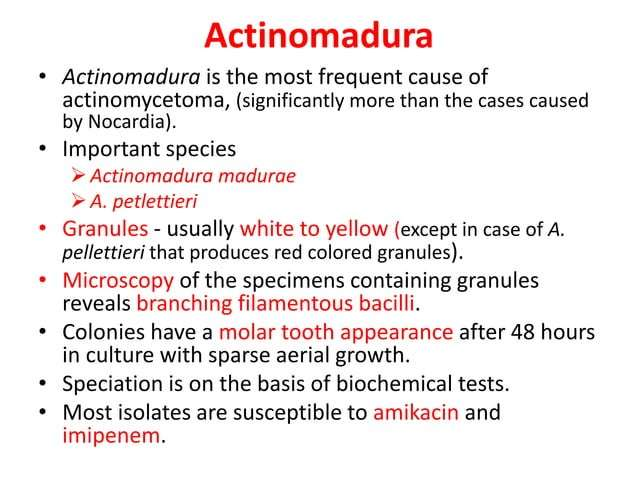 Actinomadura
• Actinomadura is the most frequent cause of
actinomycetoma, (significantly more than the cases caused
by Nocardia).
• Important species
➢ Actinomadura madurae
➢ A. petlettieri
• Granules - usually white to yellow (except in case of A.
pellettieri that produces red colored granules).
• Microscopy of the specimens containing granules
reveals branching filamentous bacilli.
• Colonies have a molar tooth appearance after 48 hours
in culture with sparse aerial growth.
• Speciation is on the basis of biochemical tests.
• Most isolates are susceptible to amikacin and
imipenem.